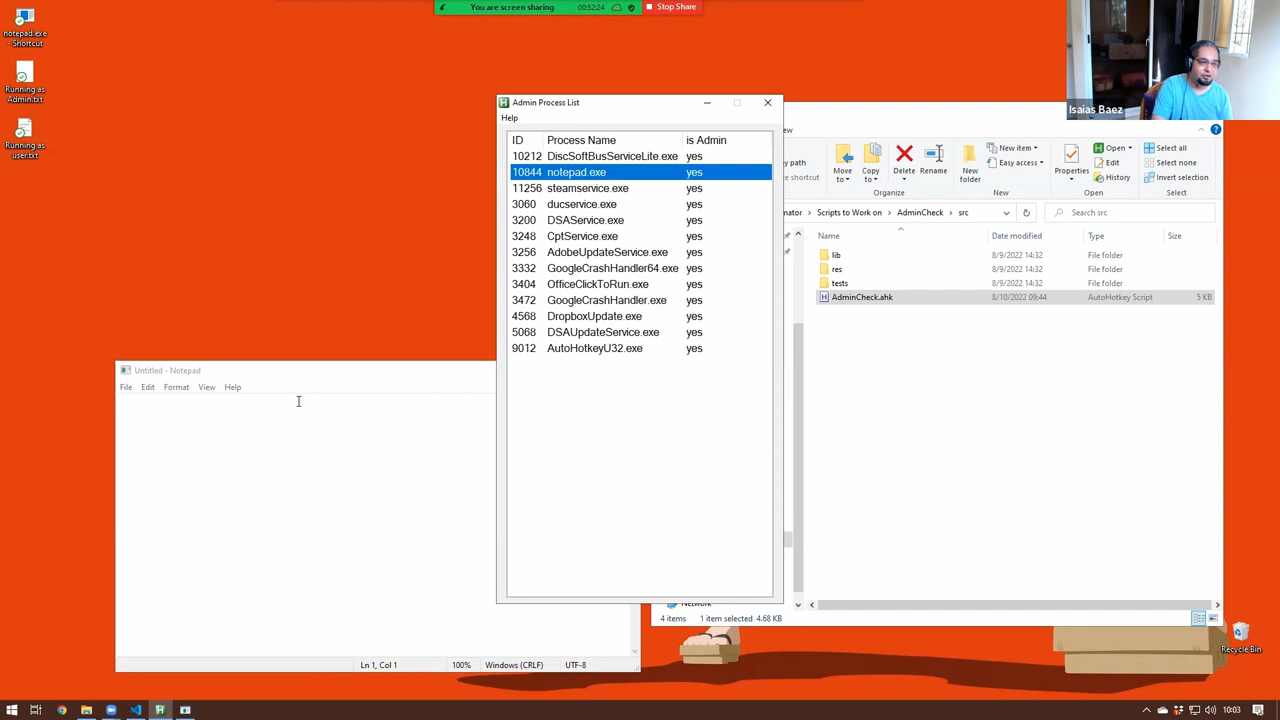 You are screen sharing
00:52:24
Stop Share
notepad.exe
- Shortcut
Running as
Admin.txt
Running as
user.txt
Isaias Baez
Admin Process List
Help
ID Process Name is Admin
10212 DiscSoftBusServiceLite.exe yes
10844 notepad.exe yes
11256 steamservice.exe yes
3060 ducservice.exe yes
3200 DSAService.exe yes
3248 CptService.exe yes
3256 AdobeUpdateService.exe yes
3332 GoogleCrashHandler64.exe yes
3404 OfficeClickToRun.exe yes
3472 GoogleCrashHandler.exe yes
4568 DropboxUpdate.exe yes
5068 DSAUpdateService.exe yes
9012 AutoHotkeyU32.exe yes
Move
to
Copy
to
Delete
Rename
New
folder
New item
Easy access
Properties
Open
Edit
History
Select all
Select none
Invert selection
Organize
New
Open
Select
Scripts to Work on
AdminCheck
src
Search src
Name Date modified Type Size
lib 8/9/2022 14:32 File folder
res 8/9/2022 14:32 File folder
tests 8/9/2022 14:32 File folder
AdminCheck.ahk 8/10/2022 09:44 AutoHotkey Script 5 KB
4 items 1 item selected 4.68 KB
Untitled - Notepad
File Edit Format View Help
Ln 1, Col 1 100% Windows (CRLF) UTF-8
Recycle Bin
10:03